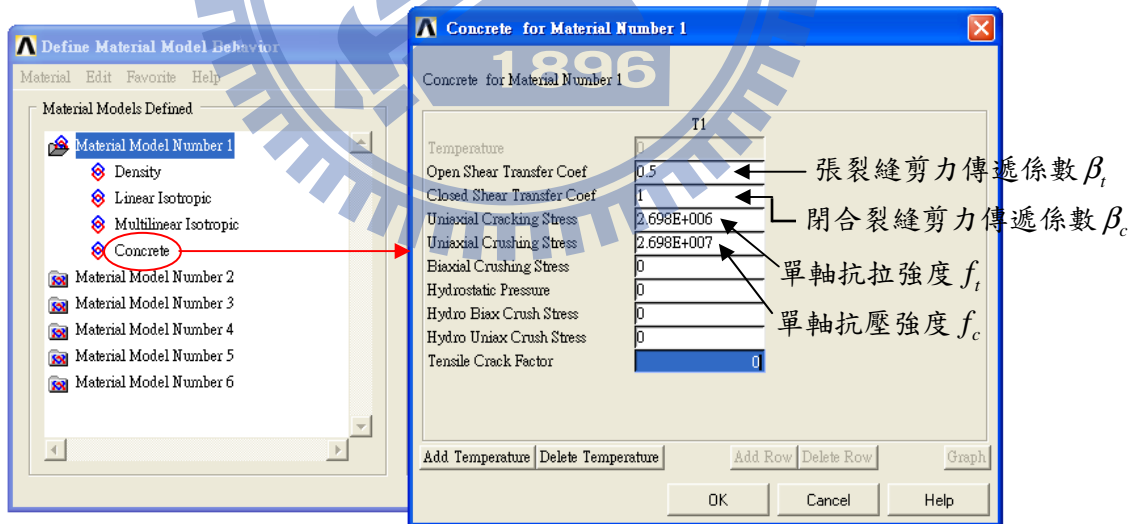 Define Material Model Behavior
Material Edit Favorite Help
Material Models Defined
Material Model Number 1
Density
Linear Isotropic
Multilinear Isotropic
Concrete
Material Model Number 2
Material Model Number 3
Material Model Number 4
Material Model Number 5
Material Model Number 6
Concrete for Material Number 1
1896
Concrete for Material Number 1
T1
Temperature 0
Open Shear Transfer Coef 0.5
Closed Shear Transfer Coef 1
Uniaxial Cracking Stress 2.698E+006
Uniaxial Crushing Stress 2.698E+007
Biaxial Crushing Stress 0
Hydrostatic Pressure 0
Hydro Biax Crush Stress 0
Hydro Uniax Crush Stress 0
Tensile Crack Factor 0
Add Temperature Delete Temperature Add Row Delete Row Graph
OK Cancel Help
張裂縫剪力傳遞係數 βt
閉合裂縫剪力傳遞係數 βc
單軸抗拉強度 ft
單軸抗壓強度 fc